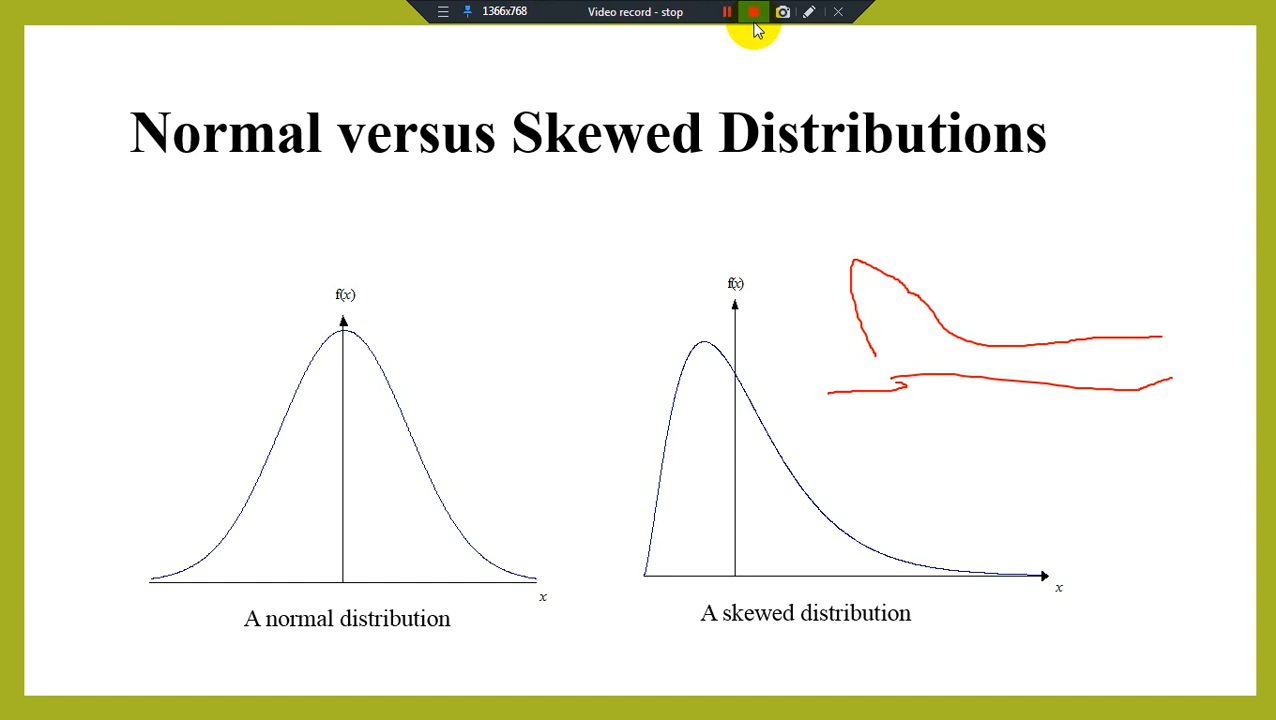 1366x768 Video record - stop
Normal versus Skewed Distributions
f(x)
f(x)
x
x
A normal distribution
A skewed distribution